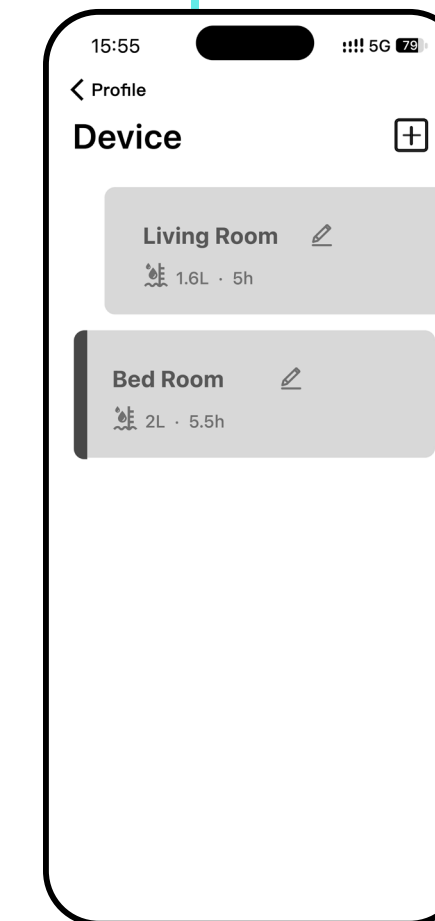 15:55 5G 79
Profile
Device
Living Room
1.6L · 5h
Bed Room
2L · 5.5h